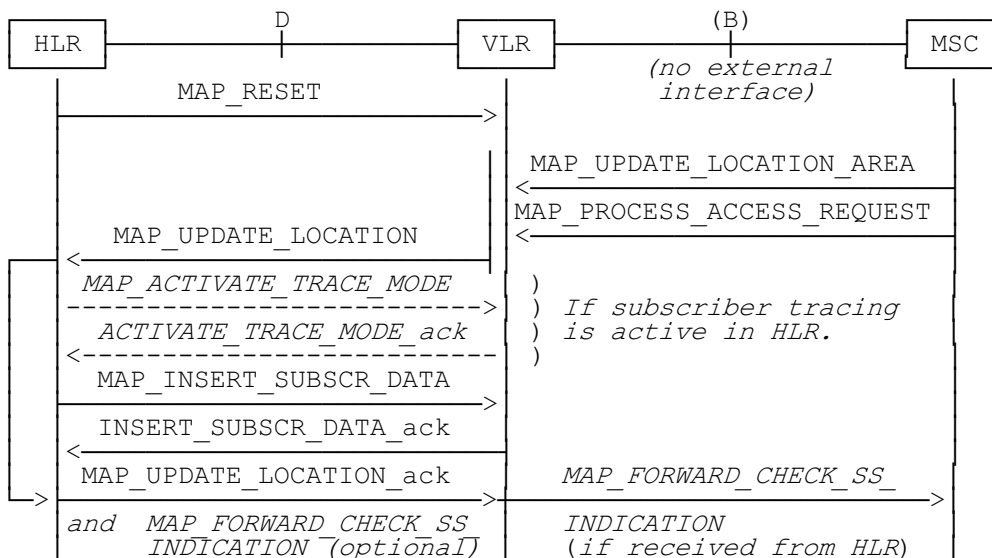 D (B)
HLR VLR MSC
(no external
interface)
MAP_RESET
MAP_UPDATE_LOCATION_AREA
MAP_PROCESS_ACCESS_REQUEST
MAP_UPDATE_LOCATION
MAP_ACTIVATE_TRACE_MODE )
) If subscriber tracing
ACTIVATE_TRACE_MODE_ack ) is active in HLR.
)
MAP_INSERT_SUBSCR_DATA
INSERT_SUBSCR_DATA_ack
MAP_UPDATE_LOCATION_ack MAP_FORWARD_CHECK_SS_
and MAP_FORWARD_CHECK_SS_ INDICATION
INDICATION (optional) (if received from HLR)